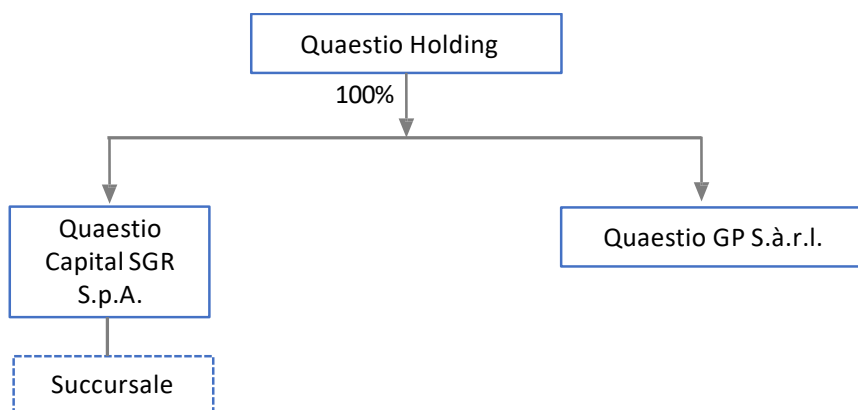 Quaestio Holding
100%
Quaestio
Capital SGR
S.p.A.
Quaestio GP S.à.r.l.
Succursale